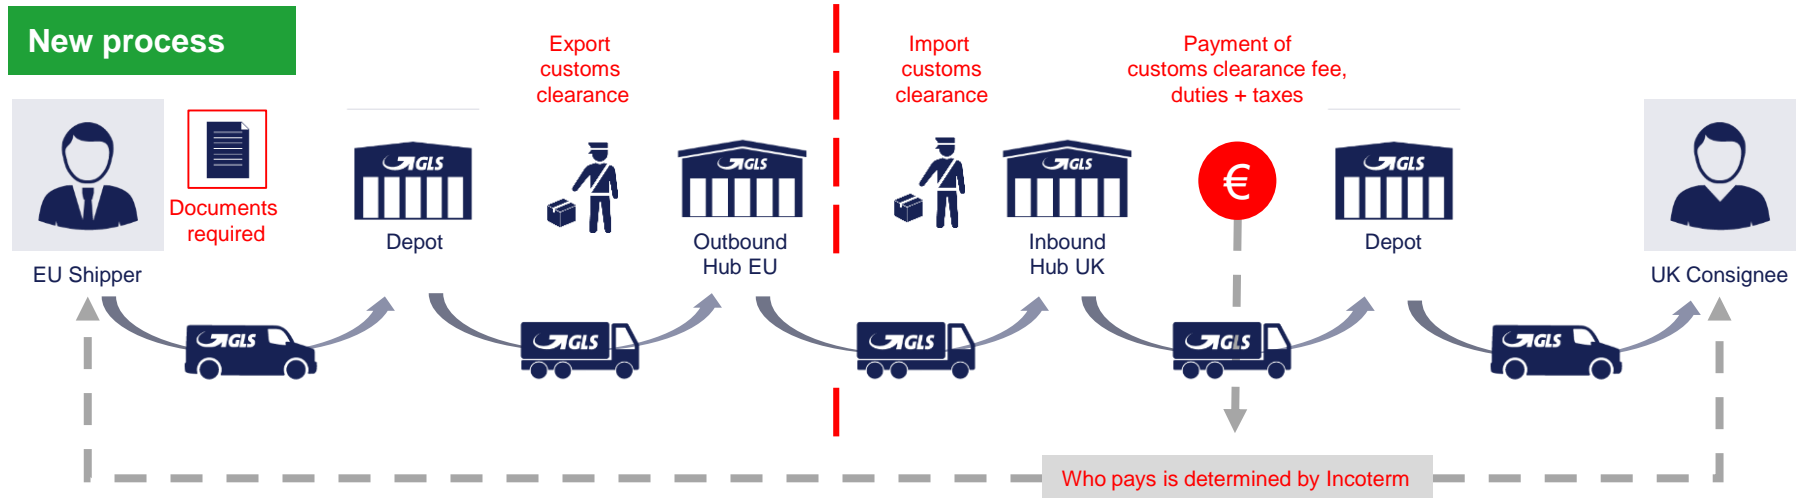 New process
Export
customs
clearance
Import
customs
clearance
Payment of
customs clearance fee,
duties + taxes
GLS
GLS
GLS
€
GLS
Documents
required
Depot
Outbound
Hub EU
Inbound
Hub UK
Depot
EU Shipper
UK Consignee
GLS
GLS
GLS
GLS
GLS
Who pays is determined by Incoterm